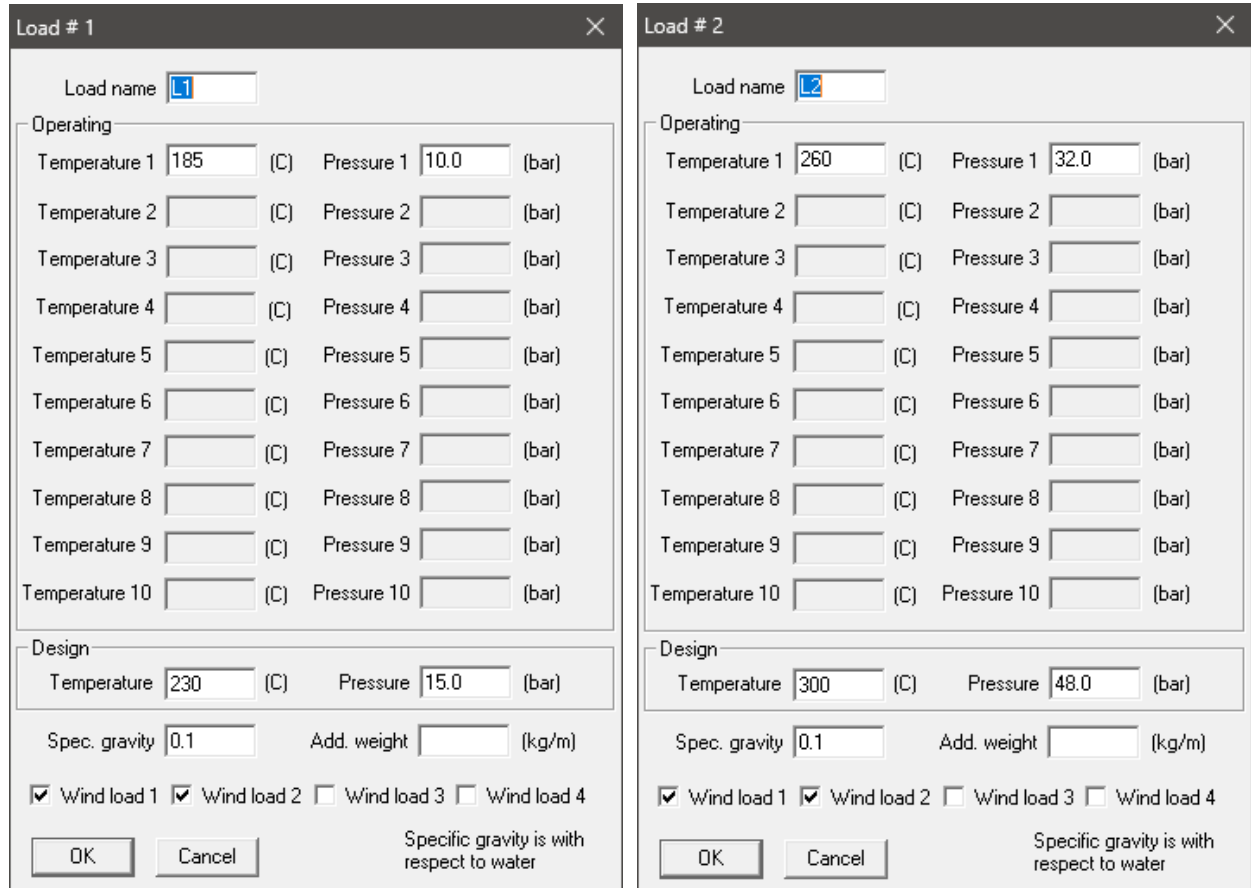 Load # 1
Load name L1
Operating
Temperature 1 185 (C) Pressure 1 10.0 (bar)
Temperature 2 (C) Pressure 2 (bar)
Temperature 3 (C) Pressure 3 (bar)
Temperature 4 (C) Pressure 4 (bar)
Temperature 5 (C) Pressure 5 (bar)
Temperature 6 (C) Pressure 6 (bar)
Temperature 7 (C) Pressure 7 (bar)
Temperature 8 (C) Pressure 8 (bar)
Temperature 9 (C) Pressure 9 (bar)
Temperature 10 (C) Pressure 10 (bar)
Design
Temperature 230 (C) Pressure 15.0 (bar)
Spec. gravity 0.1 Add. weight (kg/m)
Wind load 1 Wind load 2 Wind load 3 Wind load 4
OK Cancel Specific gravity is with
respect to water
Load # 2
Load name L2
Operating
Temperature 1 260 (C) Pressure 1 32.0 (bar)
Temperature 2 (C) Pressure 2 (bar)
Temperature 3 (C) Pressure 3 (bar)
Temperature 4 (C) Pressure 4 (bar)
Temperature 5 (C) Pressure 5 (bar)
Temperature 6 (C) Pressure 6 (bar)
Temperature 7 (C) Pressure 7 (bar)
Temperature 8 (C) Pressure 8 (bar)
Temperature 9 (C) Pressure 9 (bar)
Temperature 10 (C) Pressure 10 (bar)
Design
Temperature 300 (C) Pressure 48.0 (bar)
Spec. gravity 0.1 Add. weight (kg/m)
Wind load 1 Wind load 2 Wind load 3 Wind load 4
OK Cancel Specific gravity is with
respect to water